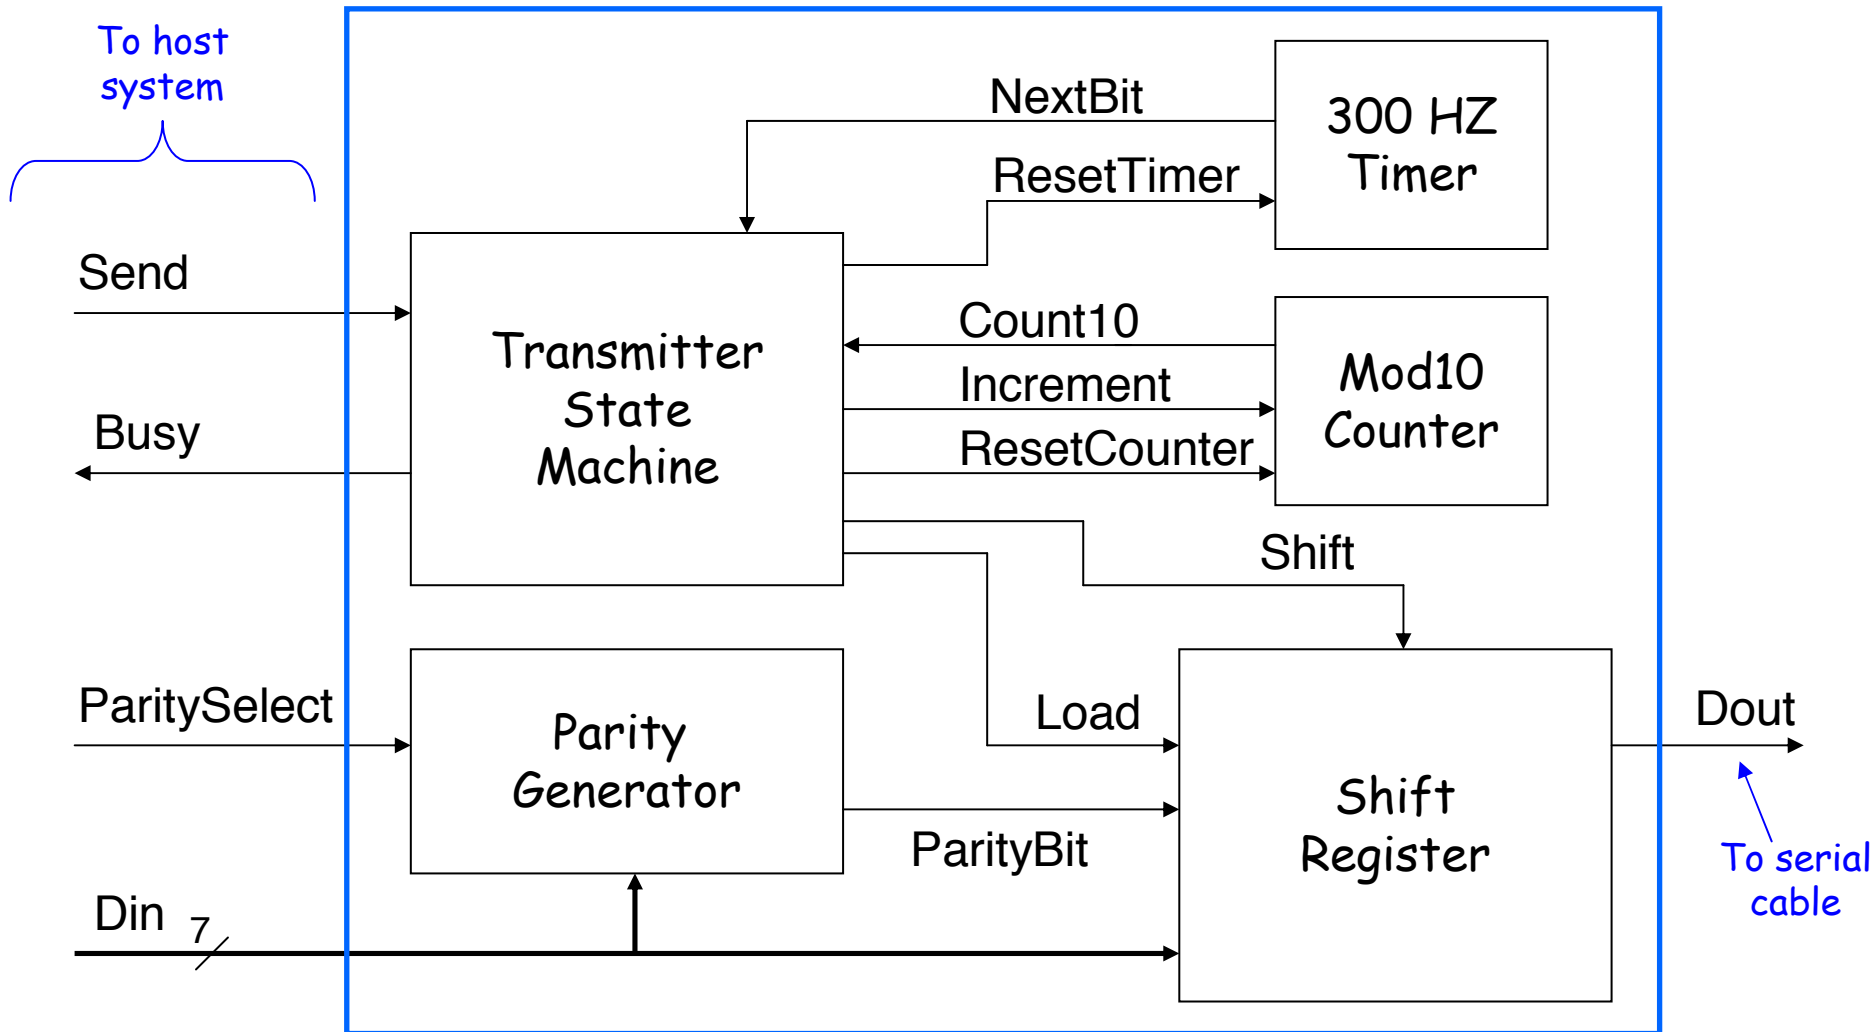 To host
system
NextBit
300 HZ
Timer
ResetTimer
Send
Count10
Transmitter
State
Machine
Increment
Mod10
Counter
Busy
ResetCounter
Shift
ParitySelect
Parity
Generator
Load
Dout
Shift
Register
ParityBit
To serial
cable
Din 7